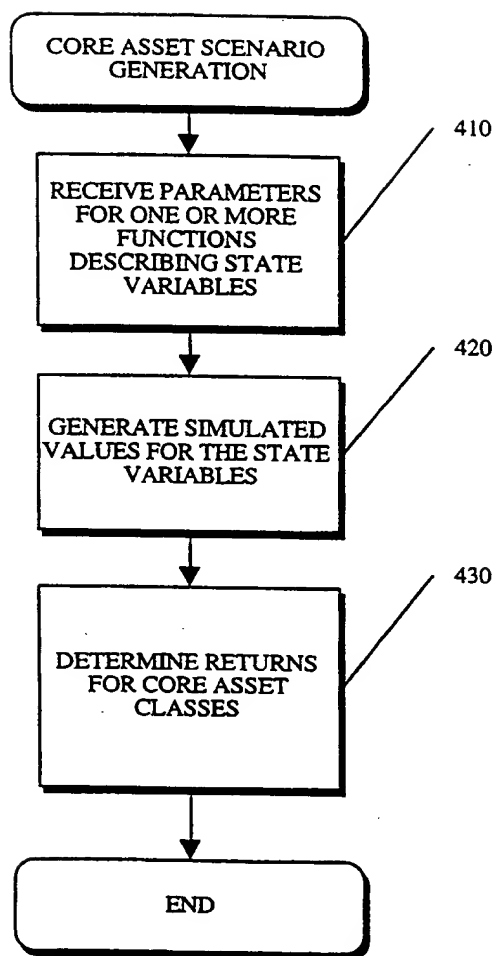 CORE ASSET SCENARIO
GENERATION
410
RECEIVE PARAMETERS
FOR ONE OR MORE
FUNCTIONS
DESCRIBING STATE
VARIABLES
420
GENERATE SIMULATED
VALUES FOR THE STATE
VARIABLES
430
DETERMINE RETURNS
FOR CORE ASSET
CLASSES
END